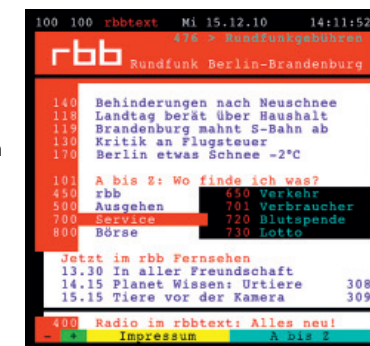 100 100 rbbtext Mi 15.12.10 14:11:52
476 > Rundfunkgebühren
rbb Rundfunk Berlin-Brandenburg
140 Behinderungen nach Neuschnee
118 Landtag berät über Haushalt
119 Brandenburg mahnt S-Bahn ab
130 Kritik an Flugsteuer
170 Berlin etwas Schnee -2°C
101 A bis Z: Wo finde ich was?
450 rbb 650 Verkehr
500 Ausgehen 701 Verbraucher
700 Service 720 Blutspende
800 Börse 730 Lotto
Jetzt im rbb Fernsehen
13.30 In aller Freundschaft
14.15 Planet Wissen: Urtiere 308
15.15 Tiere vor der Kamera 309
400 Radio im rbbtext: Alles neu!
- + Impressum A bis Z